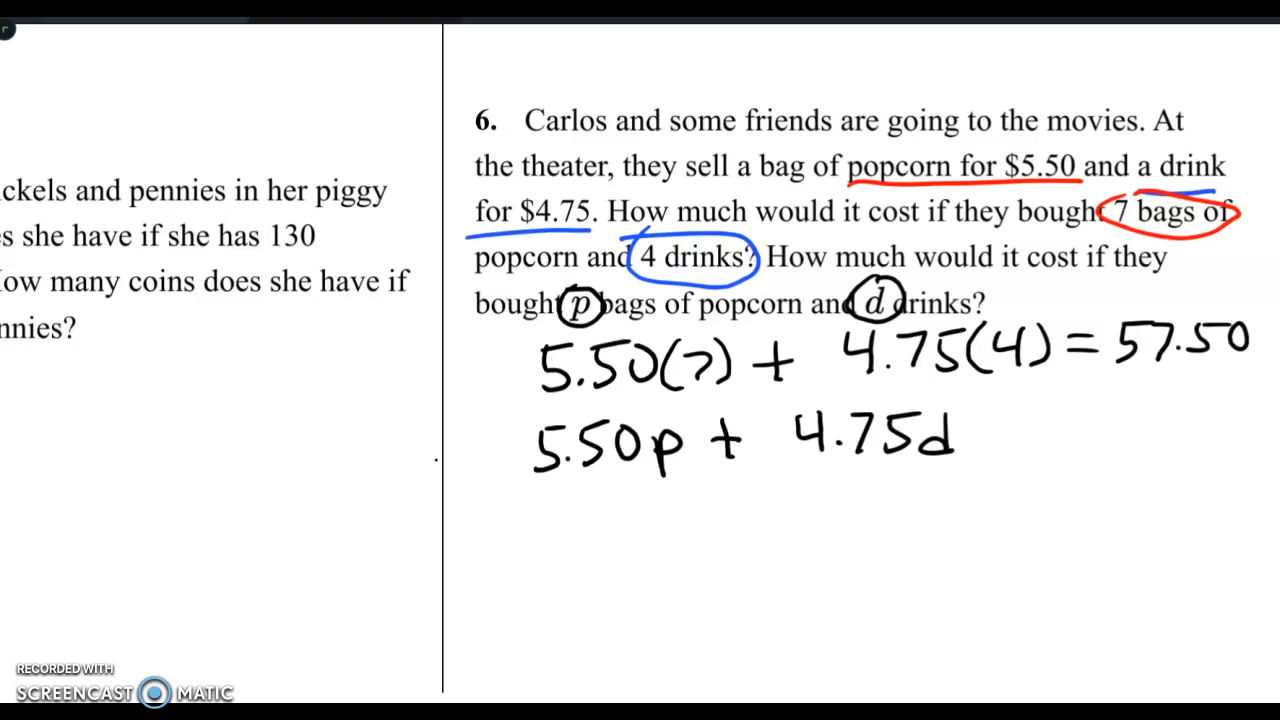 r
ckels and pennies in her piggy
s she have if she has 130
ow many coins does she have if
nnies?
6. Carlos and some friends are going to the movies. At
the theater, they sell a bag of popcorn for $5.50 and a drink
for $4.75. How much would it cost if they bought 7 bags of
popcorn and 4 drinks? How much would it cost if they
bought p bags of popcorn and d drinks?
5.50(7) + 4.75(4) = 57.50
5.50p + 4.75d
RECORDED WITH
SCREENCAST MATIC